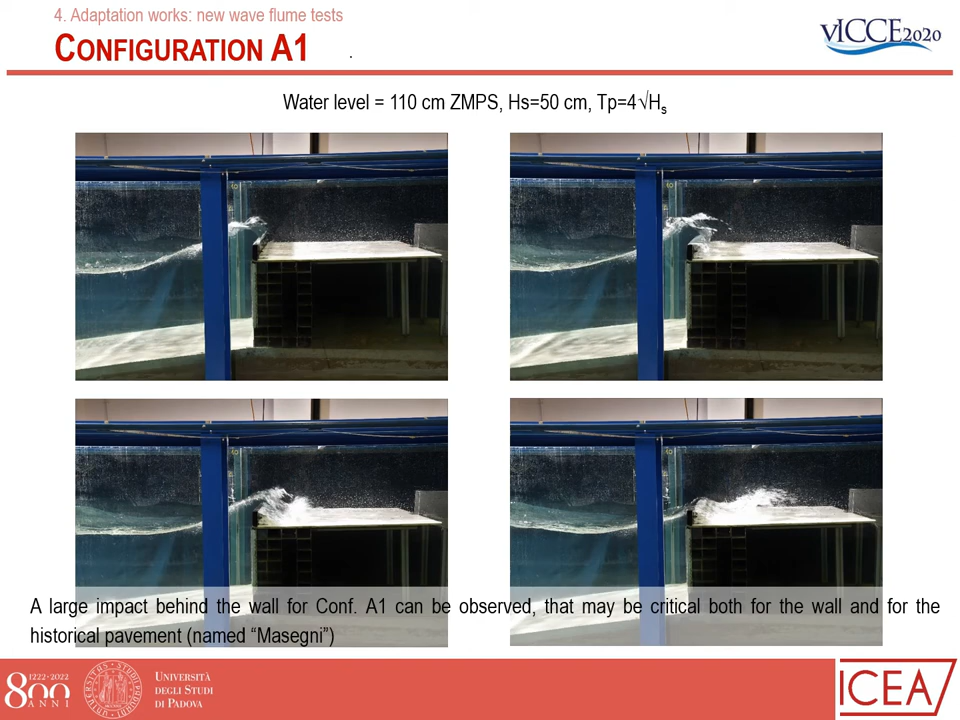 4. Adaptation works: new wave flume tests
CONFIGURATION A1 .
vICCE2020
Water level = 110 cm ZMPS, Hs=50 cm, Tp=4√Hs
A large impact behind the wall for Conf. A1 can be observed, that may be critical both for the wall and for the
historical pavement (named “Masegni”)
1222·2022
800
ANNI
UNIVERSITÀ
DEGLI STUDI
DI PADOVA
ICEA